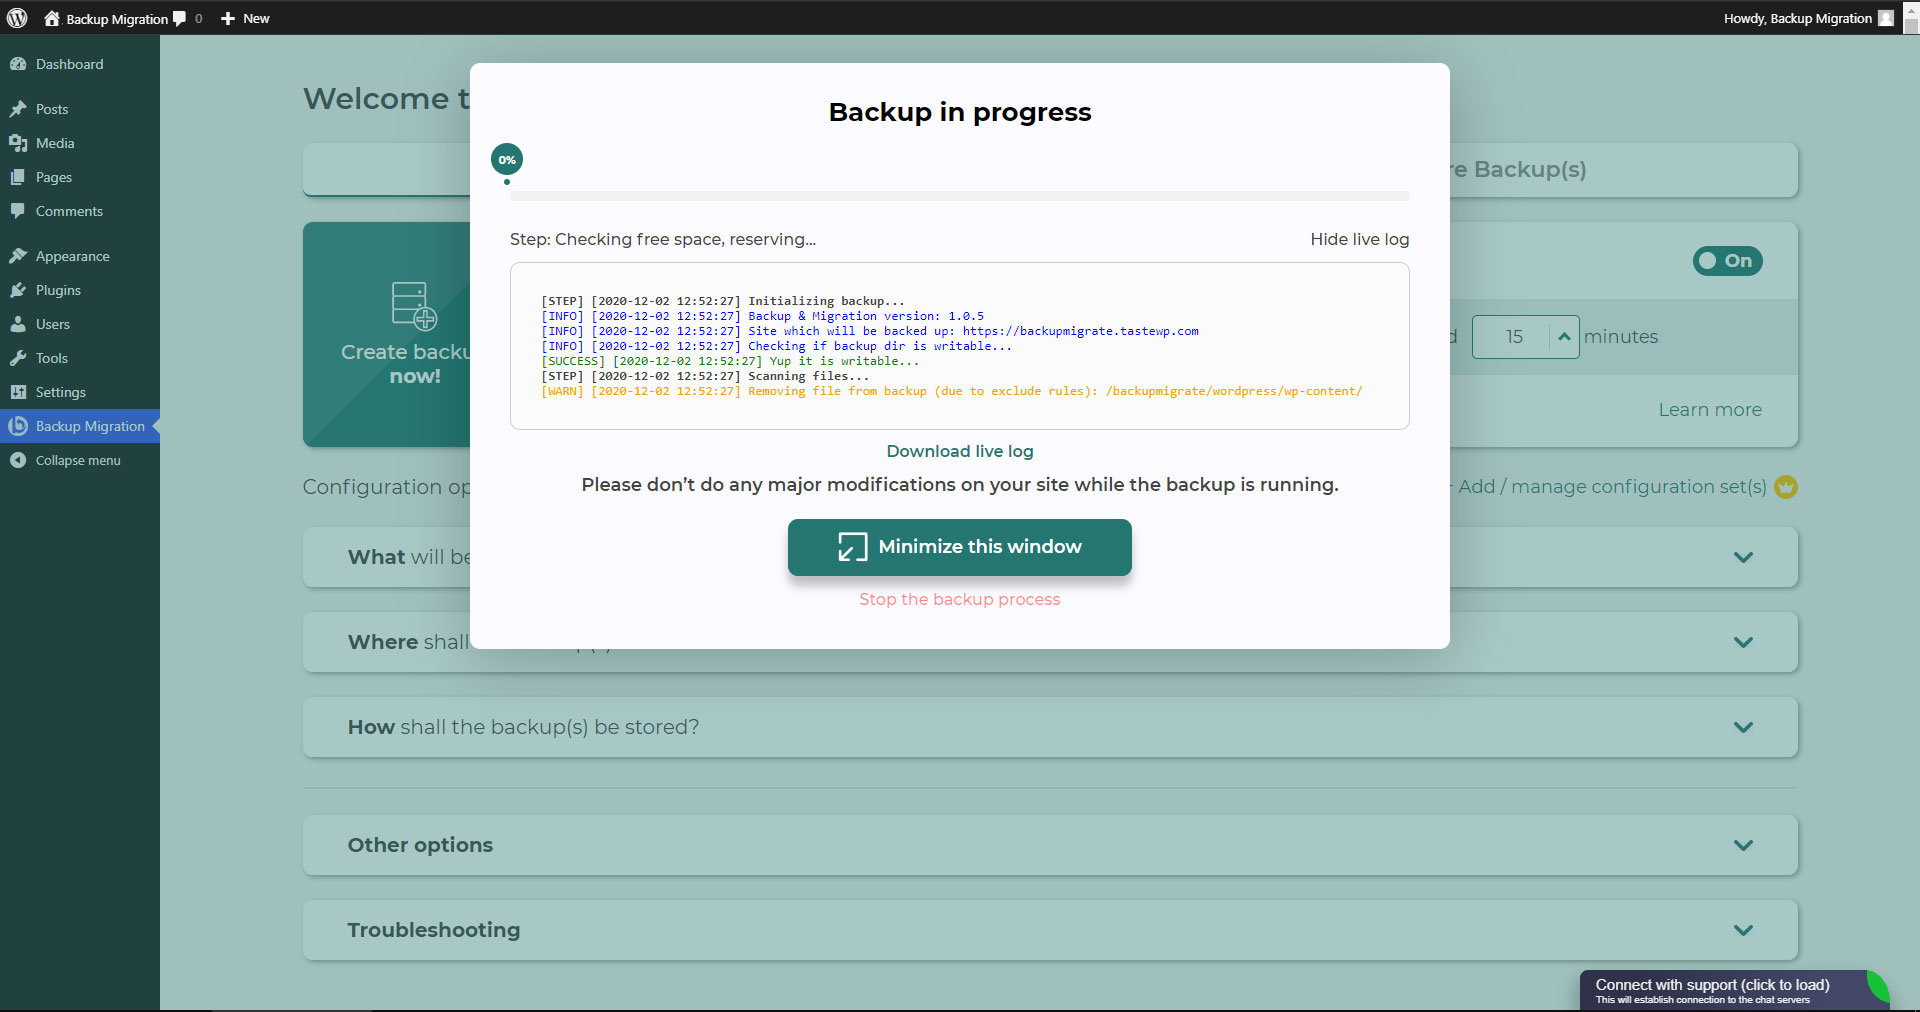 Backup Migration 0 New
Howdy, Backup Migration
Dashboard
Posts
Media
Pages
Comments
Appearance
Plugins
Users
Tools
Settings
Backup Migration
Collapse menu
Welcome t
Backup in progress
0%
Step: Checking free space, reserving...
Hide live log
[STEP] [2020-12-02 12:52:27] Initializing backup...
[INFO] [2020-12-02 12:52:27] Backup & Migration version: 1.0.5
[INFO] [2020-12-02 12:52:27] Site which will be backed up: https://backupmigrate.tastewp.com
[INFO] [2020-12-02 12:52:27] Checking if backup dir is writable...
[SUCCESS] [2020-12-02 12:52:27] Yup it is writable...
[STEP] [2020-12-02 12:52:27] Scanning files...
[WARN] [2020-12-02 12:52:27] Removing file from backup (due to exclude rules): /backupmigrate/wordpress/wp-content/
Download live log
Please don't do any major modifications on your site while the backup is running.
Minimize this window
Stop the backup process
re Backup(s)
Create backu
now!
On
d 15 minutes
Learn more
Configuration op
Add / manage configuration set(s)
What will be
Where shall
How shall the backup(s) be stored?
Other options
Troubleshooting
Connect with support (click to load)
This will establish connection to the chat servers